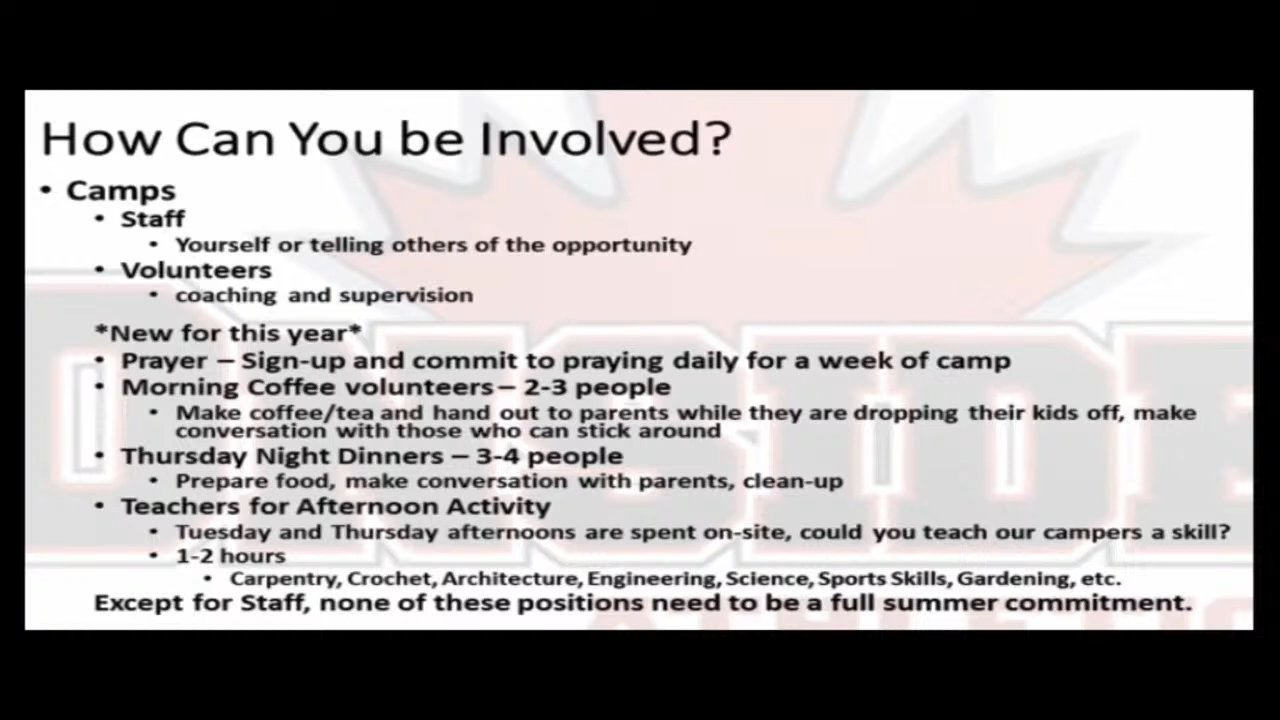 How Can You be Involved?
• Camps
• Staff
• Yourself or telling others of the opportunity
• Volunteers
• coaching and supervision
*New for this year*
• Prayer – Sign-up and commit to praying daily for a week of camp
• Morning Coffee volunteers – 2-3 people
• Make coffee/tea and hand out to parents while they are dropping their kids off, make
conversation with those who can stick around
• Thursday Night Dinners – 3-4 people
• Prepare food, make conversation with parents, clean-up
• Teachers for Afternoon Activity
• Tuesday and Thursday afternoons are spent on-site, could you teach our campers a skill?
• 1-2 hours
• Carpentry, Crochet, Architecture, Engineering, Science, Sports Skills, Gardening, etc.
Except for Staff, none of these positions need to be a full summer commitment.